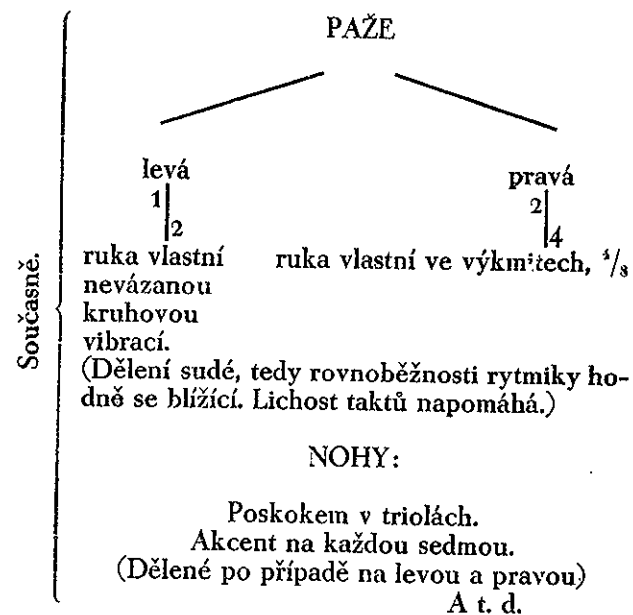 Současně.
PAŽE
levá
pravá
1
2
2
4
ruka vlastní
nevázanou
kruhovou
vibrací.
ruka vlastní ve výkmitech,
(Dělení sudé, tedy rovnoběžnosti rytmiky ho-
dně se blížící. Lichost taktů napomáhá.)
NOHY:
Poskokem v triolách.
Akcent na každou sedmou.
(Dělené po případě na levou a pravou)
A t. d.